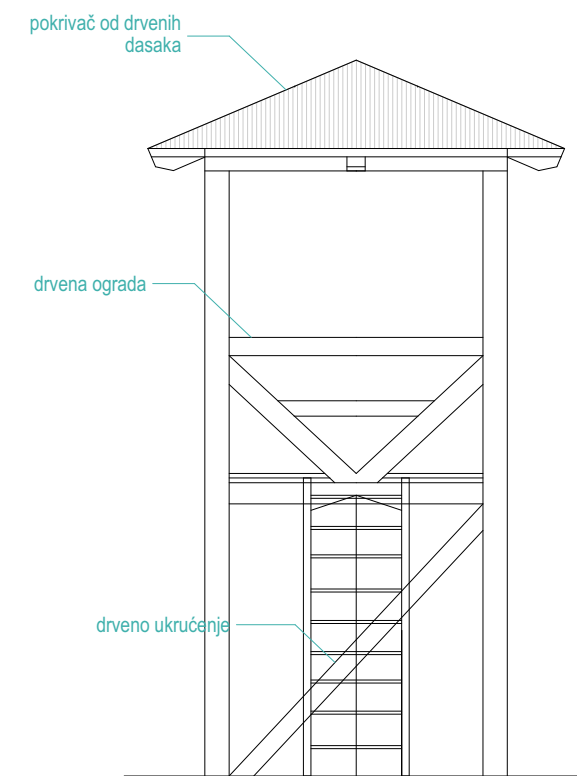 pokrivač od drvenih
dasaka
drvena ograda
drveno ukrućenje